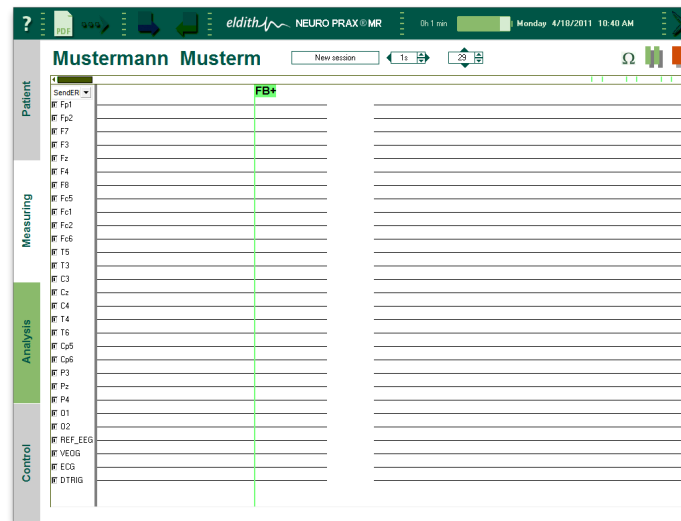 ? PDF eldith NEURO PRAX®MR 0h 1 min Monday 4/18/2011 10:40 AM
Mustermann Musterm New session 1s 29 Ω
Patient
Measuring
Analysis
Control
SendER FB+
Fp1
Fp2
F7
F3
Fz
F4
F8
Fc5
Fc1
Fc2
Fc6
T5
T3
C3
Cz
C4
T4
T6
Cp5
Cp6
P3
Pz
P4
O1
O2
REF_EEG
VEOG
ECG
DTRIG